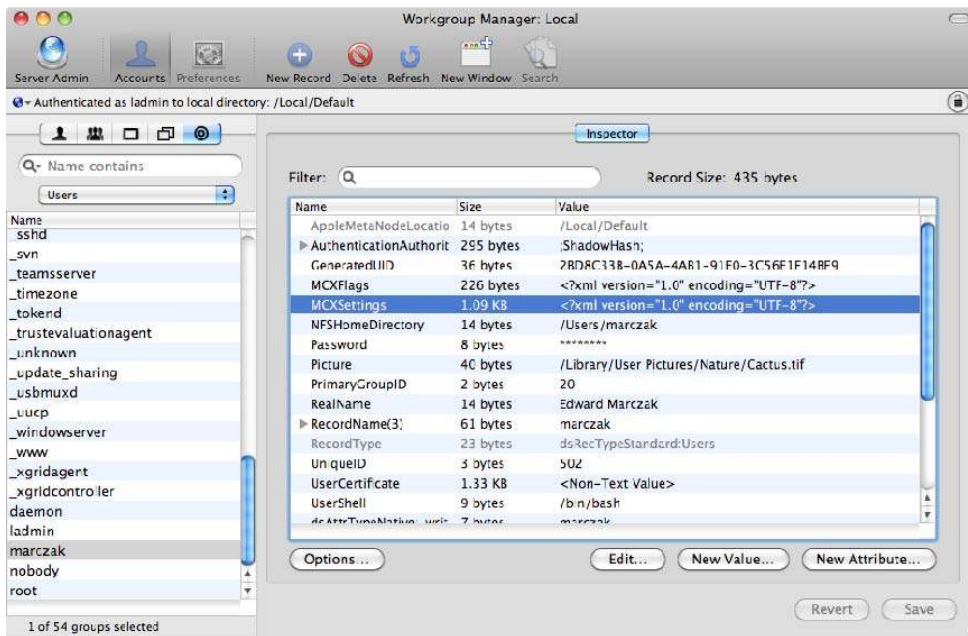 Workgroup Manager: Local
Server Admin Accounts Preferences New Record Delete Refresh New Window Search
Authenticated as ladmin to local directory: /Local/Default
Inspector
Name contains
Users
Filter:
Record Size: 435 bytes
Name
_sshd
_svn
_teamsserver
_timezone
_tokend
_trustevaluationagent
_unknown
_update_sharing
_usbmuxd
_uucp
_windowserver
_www
_xgridagent
_xgridcontroller
daemon
ladmin
marczak
nobody
root
1 of 54 groups selected
Name Size Value
AppleMetaNodeLocatio 14 bytes /Local/Default
AuthenticationAuthorit 295 bytes ;ShadowHash;
GeneratedUID 36 bytes
MCXFlags 226 bytes <?xml version="1.0" encoding="UTF-8"?>
MCXSettings 1.09 KB <?xml version="1.0" encoding="UTF-8"?>
NFSHomeDirectory 14 bytes /Users/marczak
Password 8 bytes ********
Picture 40 bytes /Library/User Pictures/Nature/Cactus.tif
PrimaryGroupID 2 bytes 20
RealName 14 bytes Edward Marczak
RecordName(3) 61 bytes marczak
RecordType 23 bytes dsRecTypeStandard:Users
UniqueID 3 bytes 502
UserCertificate 1.33 KB <Non-Text Value>
UserShell 9 bytes /bin/bash
7 bytes marczak
Options... Edit... New Value... New Attribute...
Revert Save